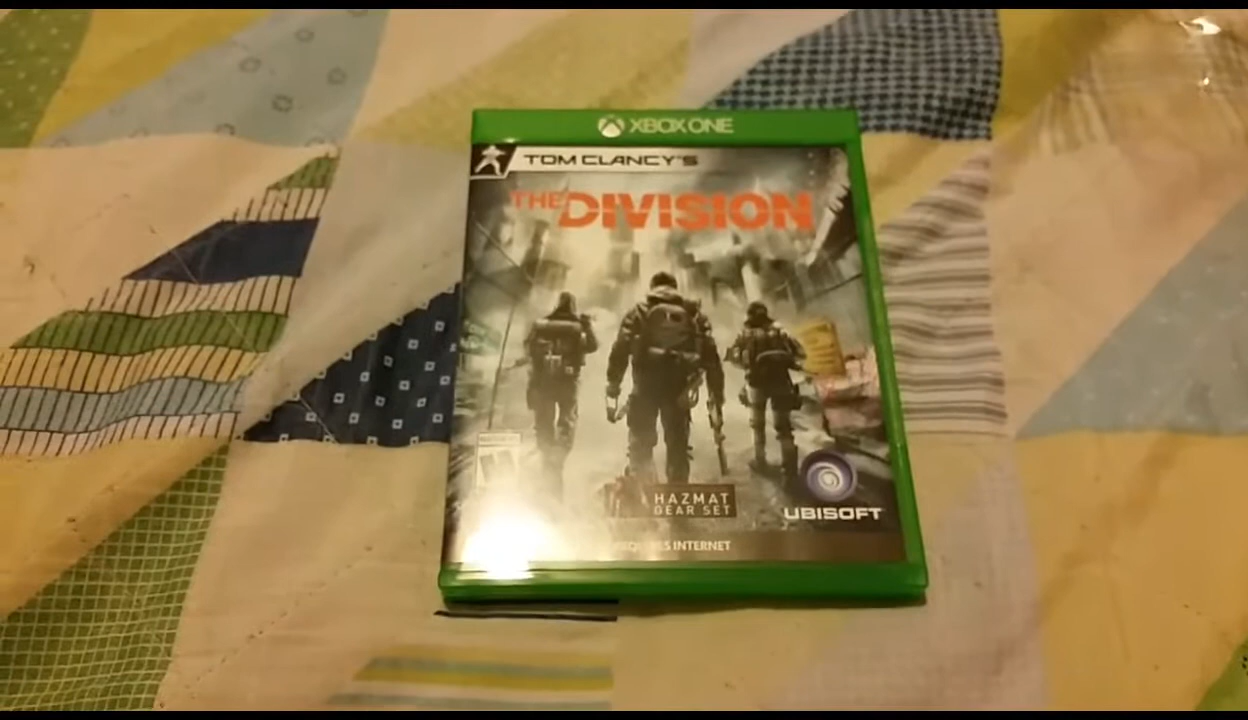 XBOX ONE
TOM CLANCY'S
THE DIVISION
HAZMAT
GEAR SET
UBISOFT
INTERNET